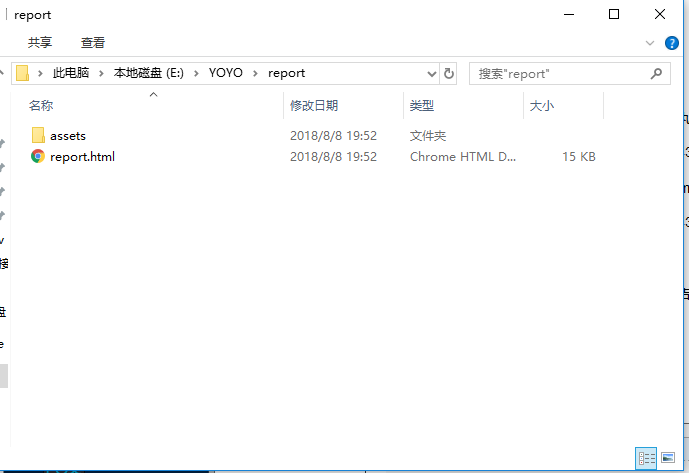 report
共享 查看
此电脑 本地磁盘 (E:) YOYO report 搜索"report"
名称 修改日期 类型 大小
assets 2018/8/8 19:52 文件夹
report.html 2018/8/8 19:52 Chrome HTML D... 15 KB
接
盘
e